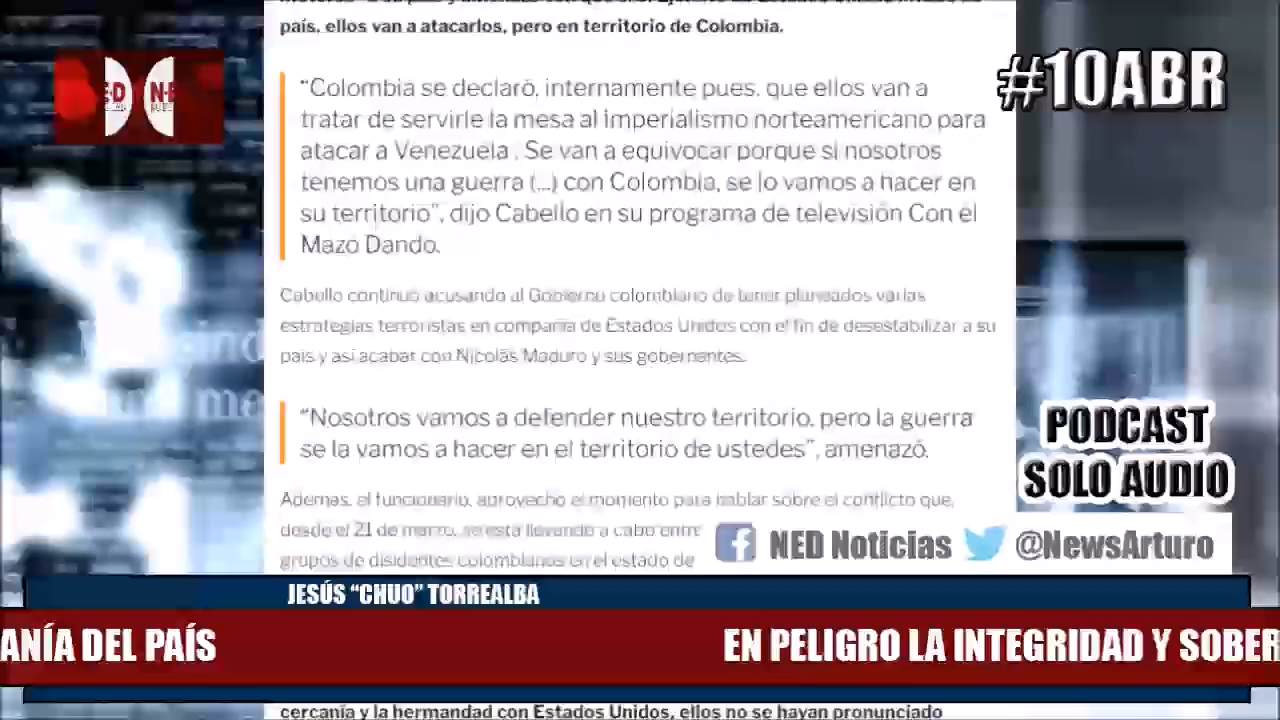 país, ellos van a atacarlos, pero en territorio de Colombia.
#10ABR
“Colombia se declaró, internamente pues, que ellos van a
tratar de servirle la mesa al imperialismo norteamericano para
atacar a Venezuela . Se van a equivocar porque si nosotros
tenemos una guerra (...) con Colombia, se lo vamos a hacer en
su territorio”, dijo Cabello en su programa de televisión Con el
Mazo Dando.
Cabello continuó acusando al Gobierno colombiano de tener planeados varias
estrategias terroristas en compañía de Estados Unidos con el fin de desestabilizar a su
país y así acabar con Nicolás Maduro y sus gobernantes.
“Nosotros vamos a defender nuestro territorio, pero la guerra
se la vamos a hacer en el territorio de ustedes”, amenazó.
PODCAST
SOLO AUDIO
Además, el funcionario, aprovechó el momento para hablar sobre el conflicto que,
desde el 21 de marzo, se está llevando a cabo entre
grupos de disidentes colombianos en el estado de
NED Noticias @NewsArturo
JESÚS “CHUO” TORREALBA
ANÍA DEL PAÍS EN PELIGRO LA INTEGRIDAD Y SOBER
cercanía y la hermandad con Estados Unidos, ellos no se hayan pronunciado